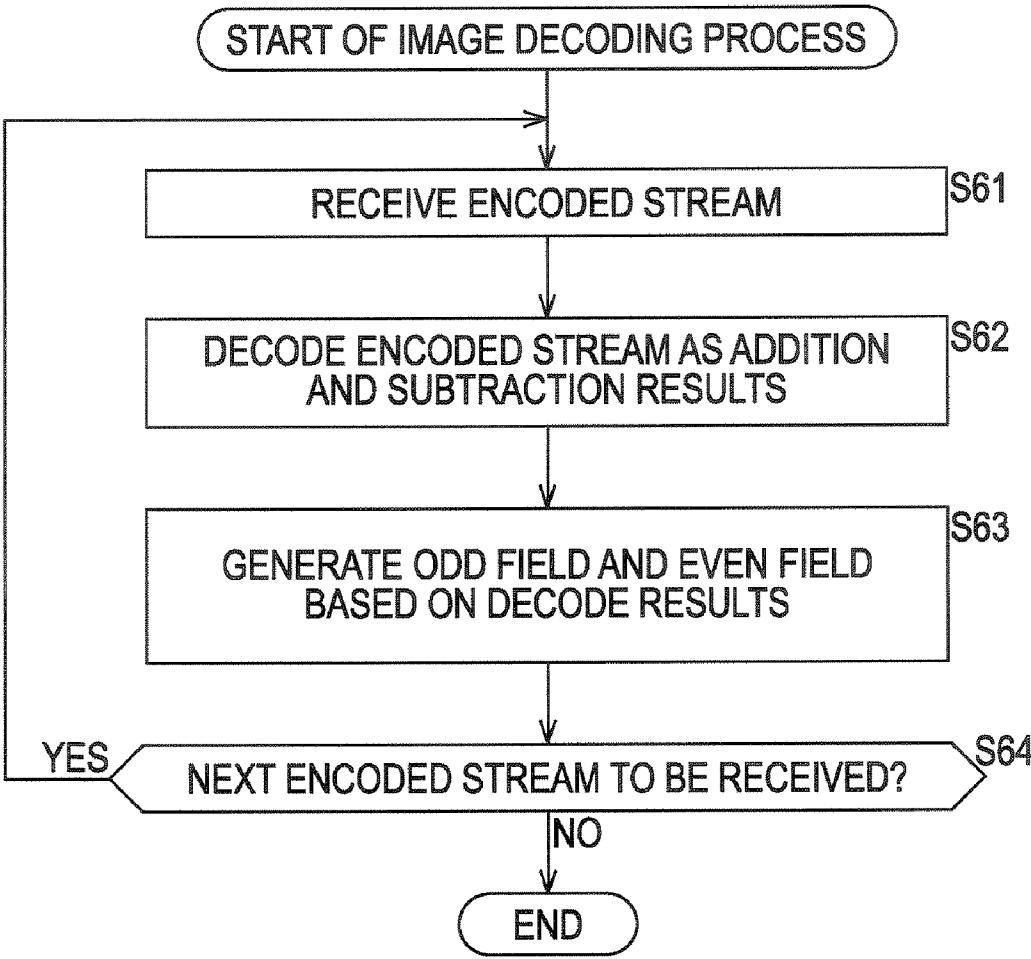 START OF IMAGE DECODING PROCESS
RECEIVE ENCODED STREAM
S61
DECODE ENCODED STREAM AS ADDITION
AND SUBTRACTION RESULTS
S62
GENERATE ODD FIELD AND EVEN FIELD
BASED ON DECODE RESULTS
S63
YES
NEXT ENCODED STREAM TO BE RECEIVED?
S64
NO
END